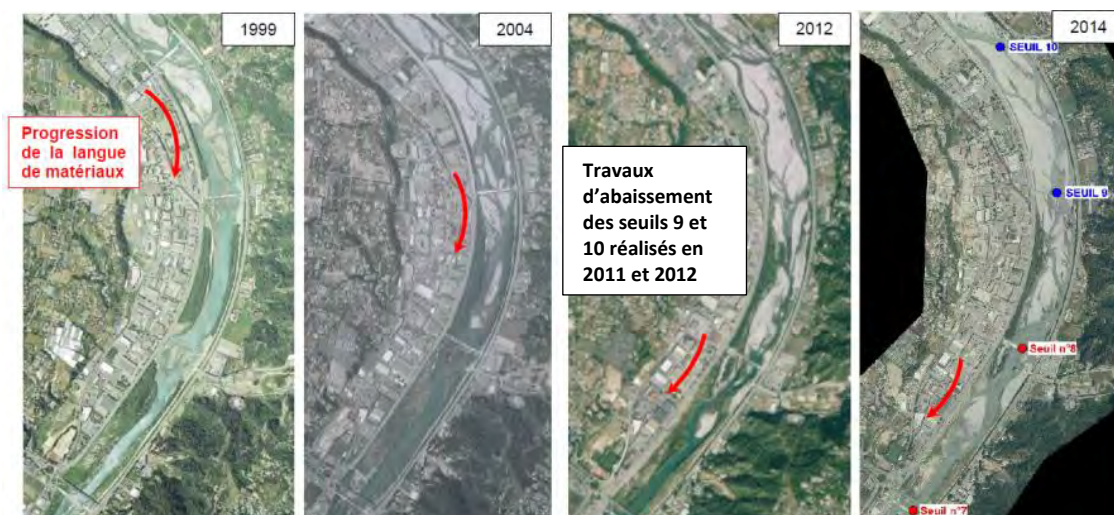 1999
2004
2012
2014
SEUIL 10
Progression
de la langue
de matériaux
Travaux
d'abaissement
des seuils 9 et
10 réalisés en
2011 et 2012
SEUIL 9
Seuil n°8
Seuil n°7